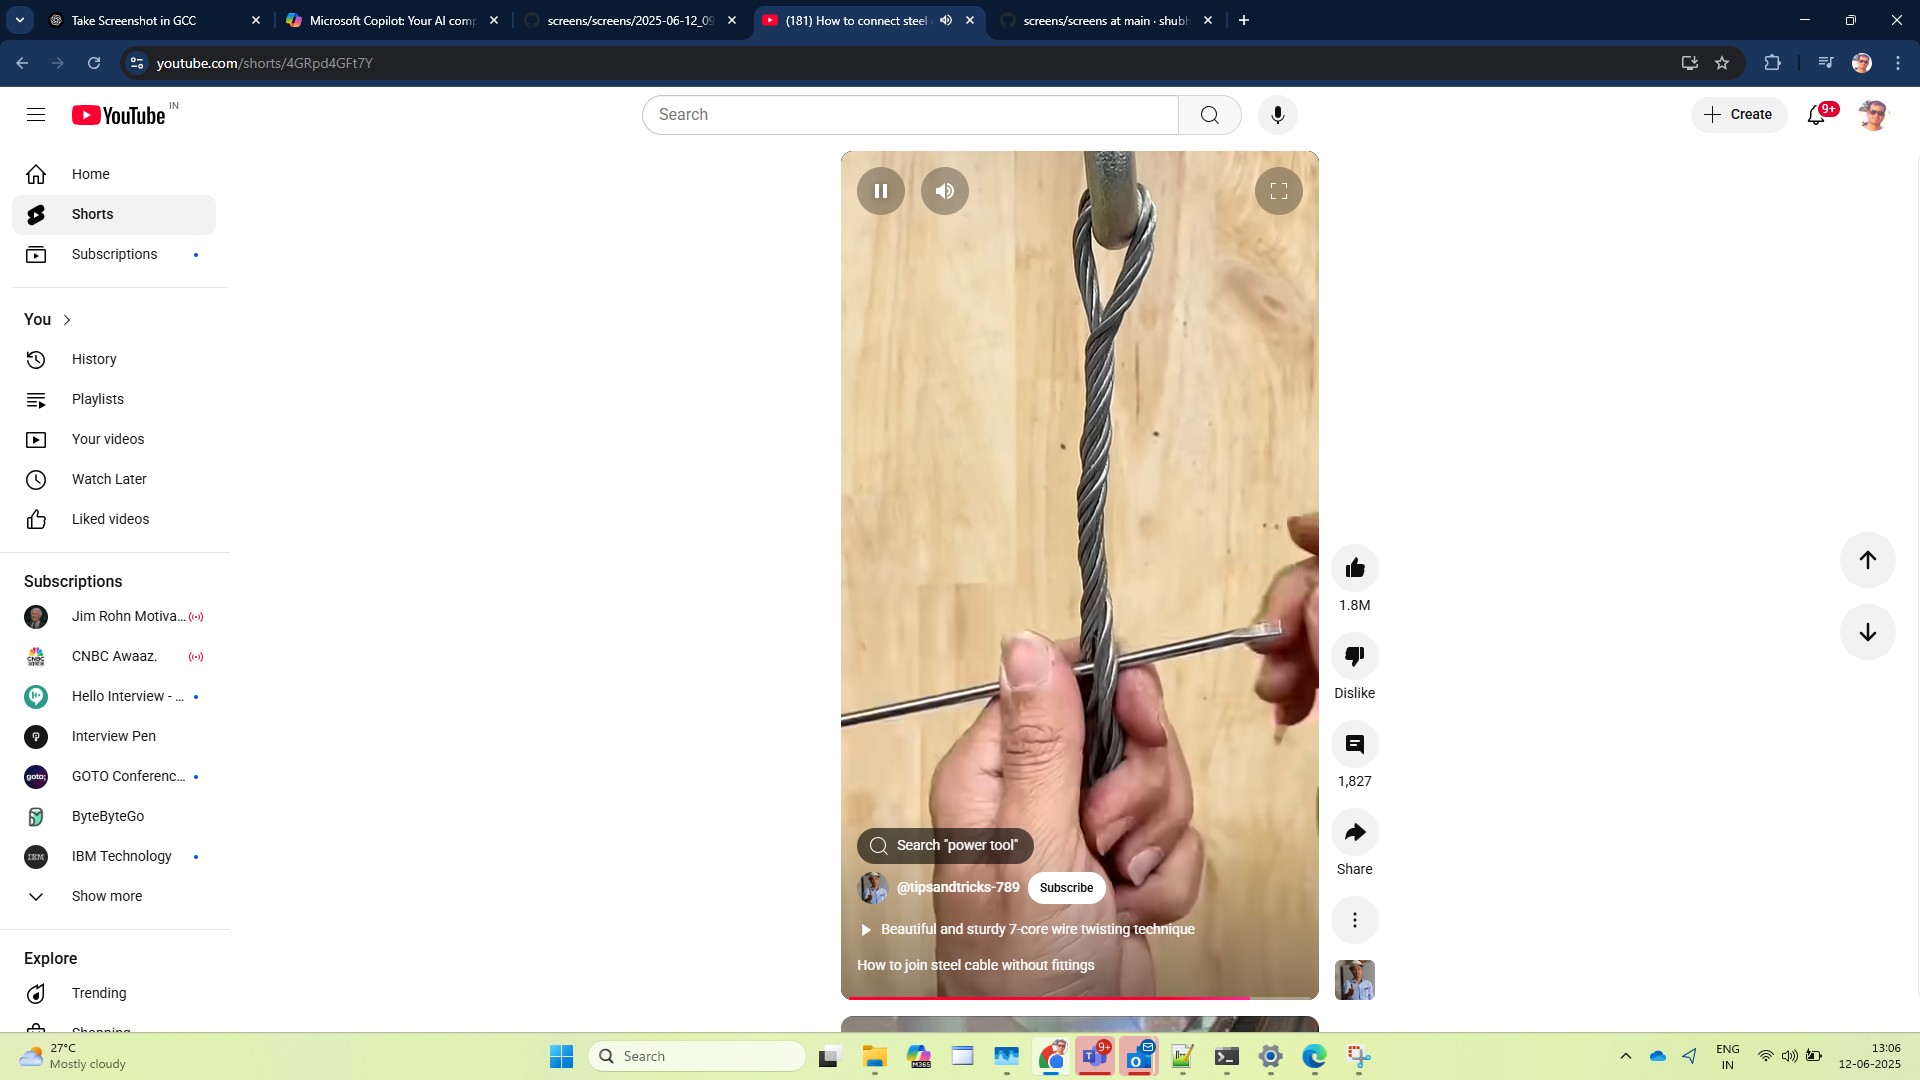 Take Screenshot in GCC
Microsoft Copilot: Your AI comp
screens/screens/2025-06-12_09
(181) How to connect steel
screens/screens at main · shubh
youtube.com/shorts/4GRpd4GFt7Y
YouTube IN
Search
Create
9+
Home
Shorts
Subscriptions
You
History
Playlists
Your videos
Watch Later
Liked videos
Subscriptions
Jim Rohn Motiva...
CNBC Awaaz.
Hello Interview - ...
Interview Pen
GOTO Conferenc...
ByteByteGo
IBM Technology
Show more
Explore
Trending
Shopping
Search "power tool"
@tipsandtricks-789
Subscribe
Beautiful and sturdy 7-core wire twisting technique
How to join steel cable without fittings
1.8M
Dislike
1,827
Share
27°C
Mostly cloudy
Search
M365
9+
ENG
IN
13:06
12-06-2025